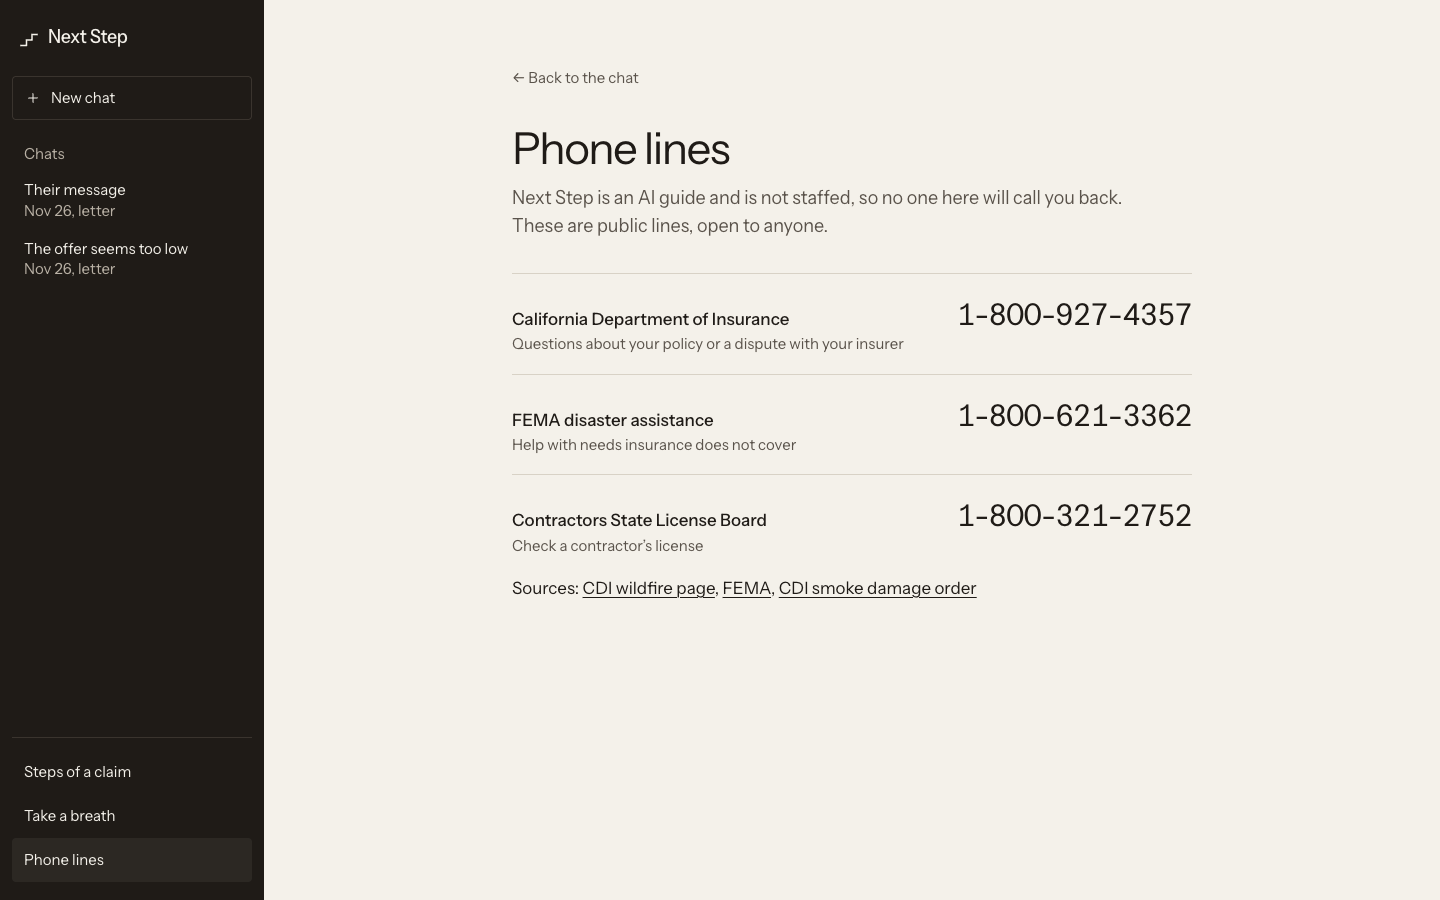 Next Step
+ New chat
Chats
Their message
Nov 26, letter
The offer seems too low
Nov 26, letter
Steps of a claim
Take a breath
Phone lines
← Back to the chat
Phone lines
Next Step is an AI guide and is not staffed, so no one here will call you back.
These are public lines, open to anyone.
California Department of Insurance
1-800-927-4357
Questions about your policy or a dispute with your insurer
FEMA disaster assistance
1-800-621-3362
Help with needs insurance does not cover
Contractors State License Board
1-800-321-2752
Check a contractor’s license
Sources: CDI wildfire page, FEMA, CDI smoke damage order